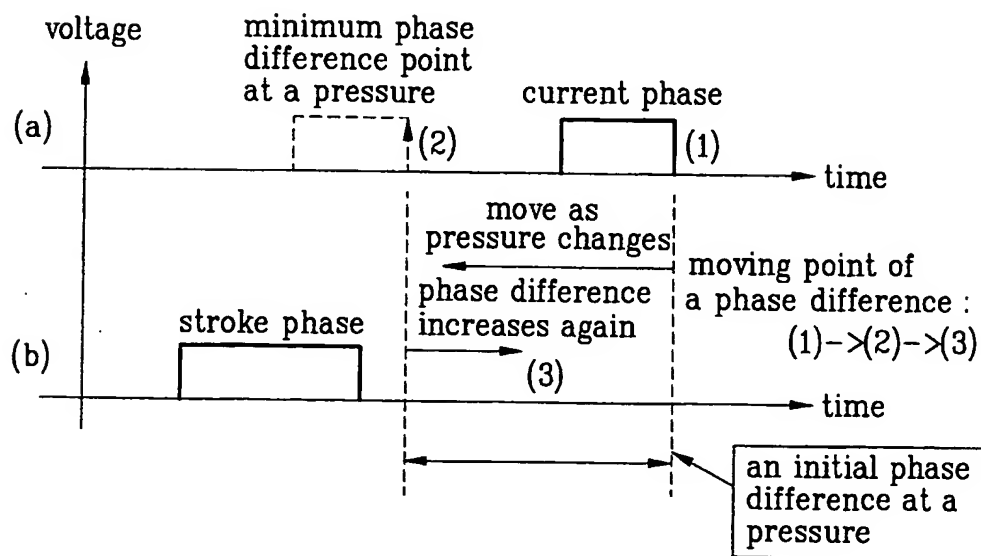 voltage
minimum phase
difference point
at a pressure
current phase
(a)
(2)
(1)
time
move as
pressure changes
moving point of
a phase difference :
(1)->(2)->(3)
phase difference
increases again
stroke phase
(b)
(3)
time
an initial phase
difference at a
pressure